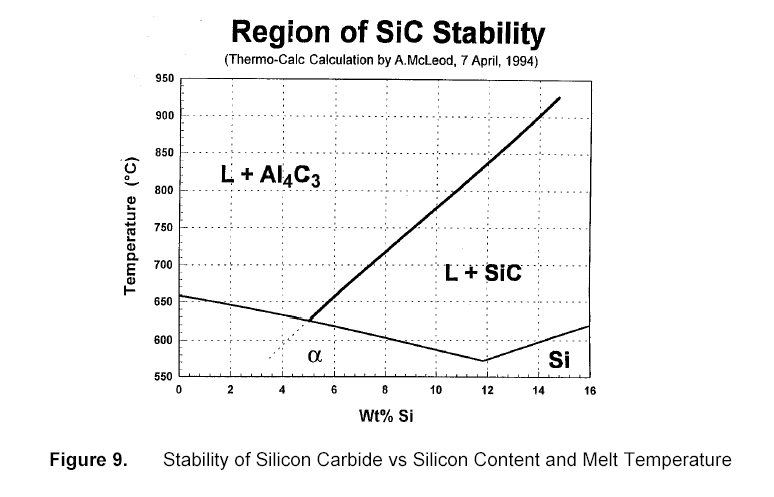 Region of SiC Stability
(Thermo-Calc Calculation by A.McLeod, 7 April, 1994)
950
900
850
800
750
700
650
600
550
Temperature (°C)
L + Al₄C₃
L + SiC
α
Si
0 2 4 6 8 10 12 14 16
Wt% Si
Figure 9. Stability of Silicon Carbide vs Silicon Content and Melt Temperature